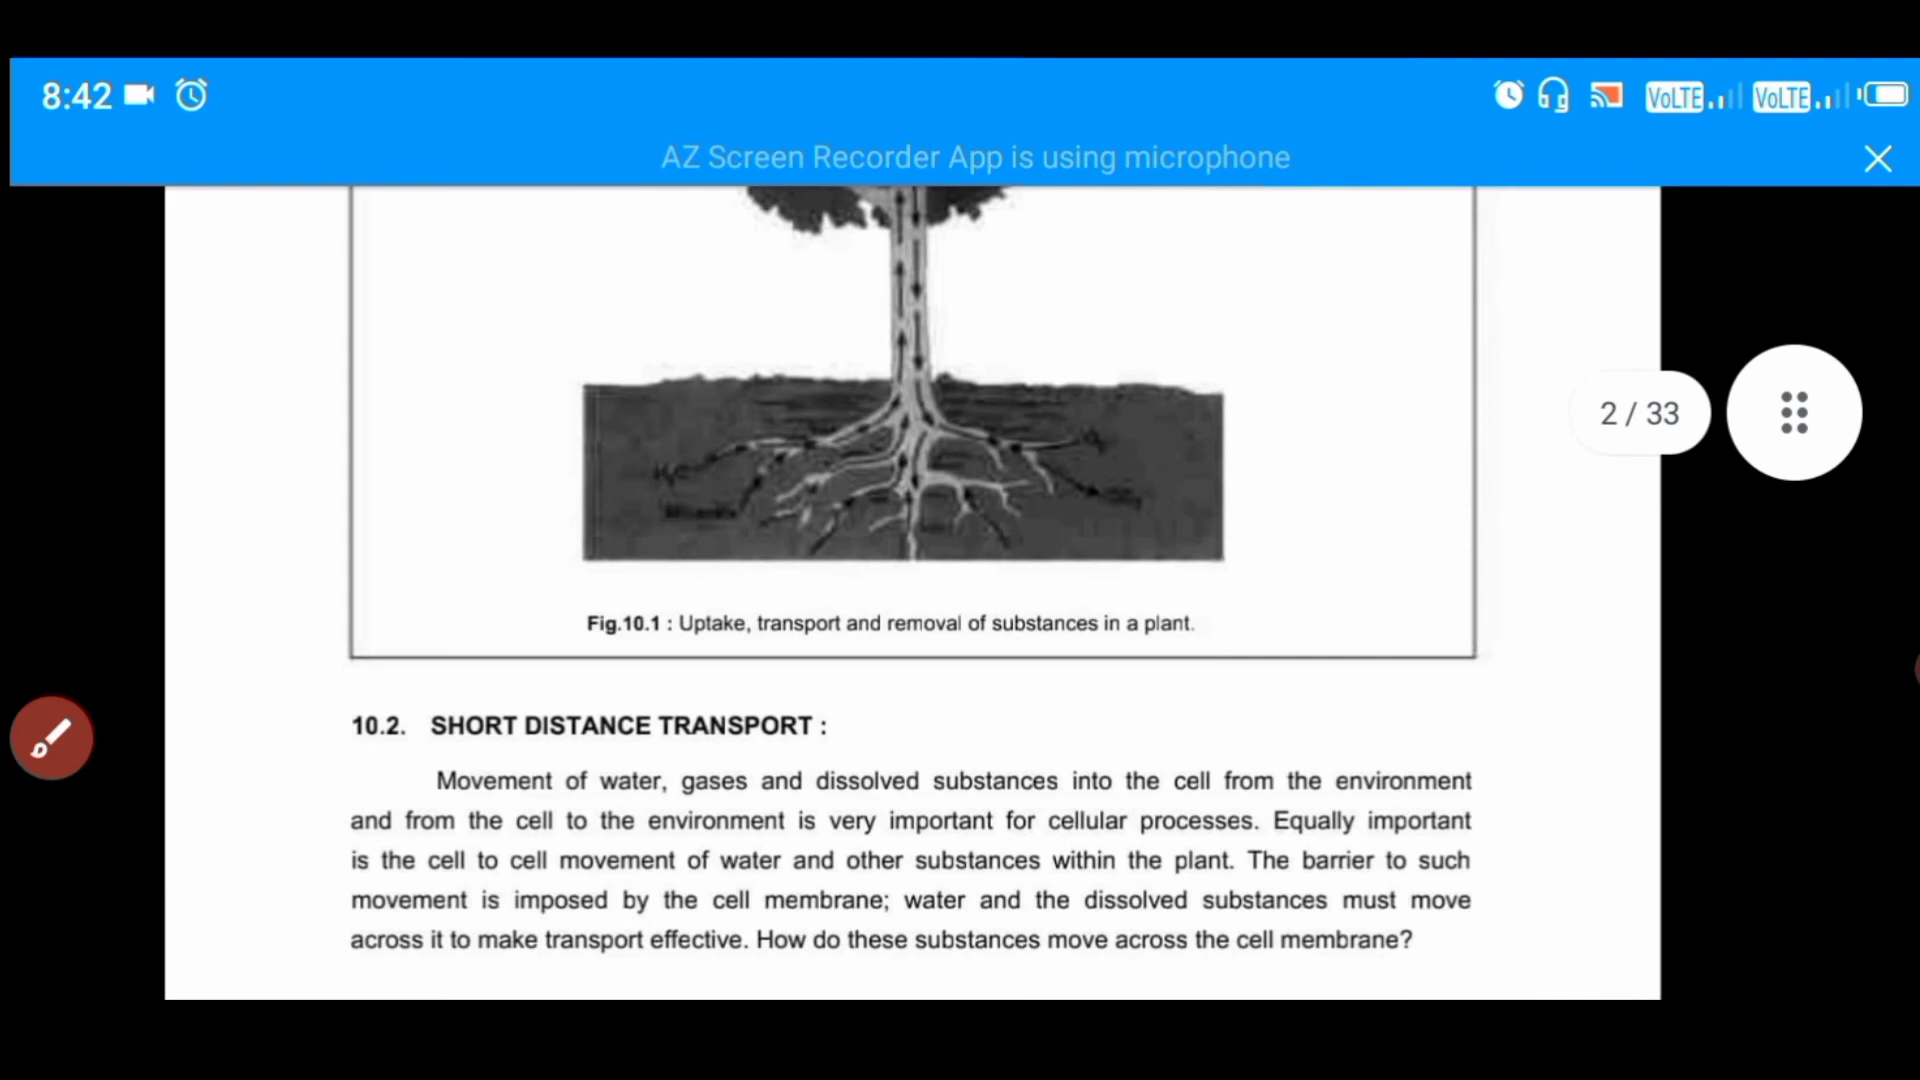 8:42
VoLTE VoLTE
AZ Screen Recorder App is using microphone
2 / 33
Fig.10.1 : Uptake, transport and removal of substances in a plant.
10.2. SHORT DISTANCE TRANSPORT :
Movement of water, gases and dissolved substances into the cell from the environment
and from the cell to the environment is very important for cellular processes. Equally important
is the cell to cell movement of water and other substances within the plant. The barrier to such
movement is imposed by the cell membrane; water and the dissolved substances must move
across it to make transport effective. How do these substances move across the cell membrane?